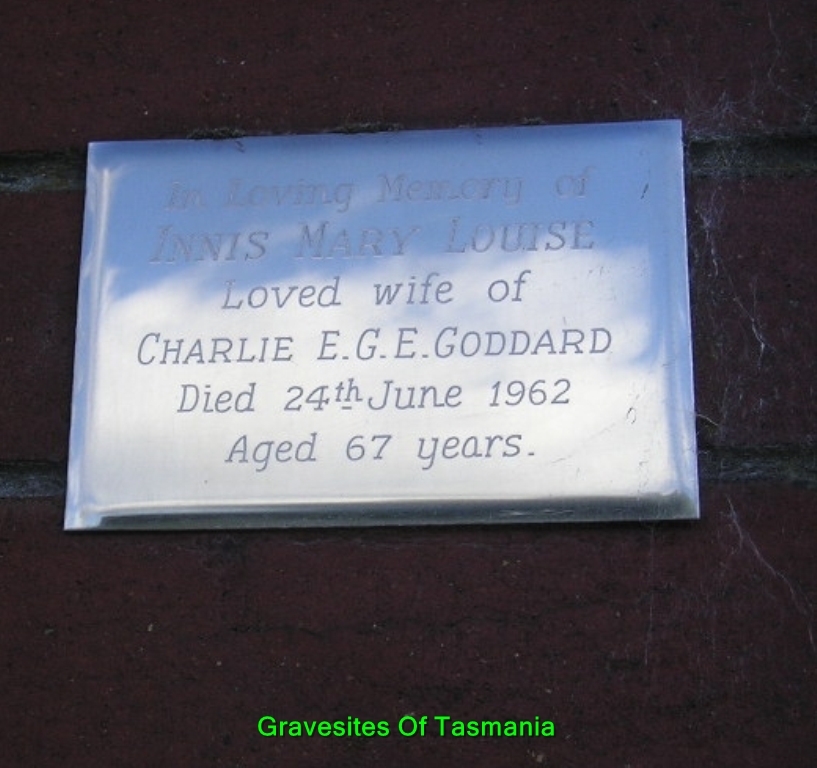 In Loving Memory of
INNIS MARY LOUISE
Loved wife of
CHARLIE E.G.E.GODDARD
Died 24th June 1962
Aged 67 years.
Gravesites Of Tasmania